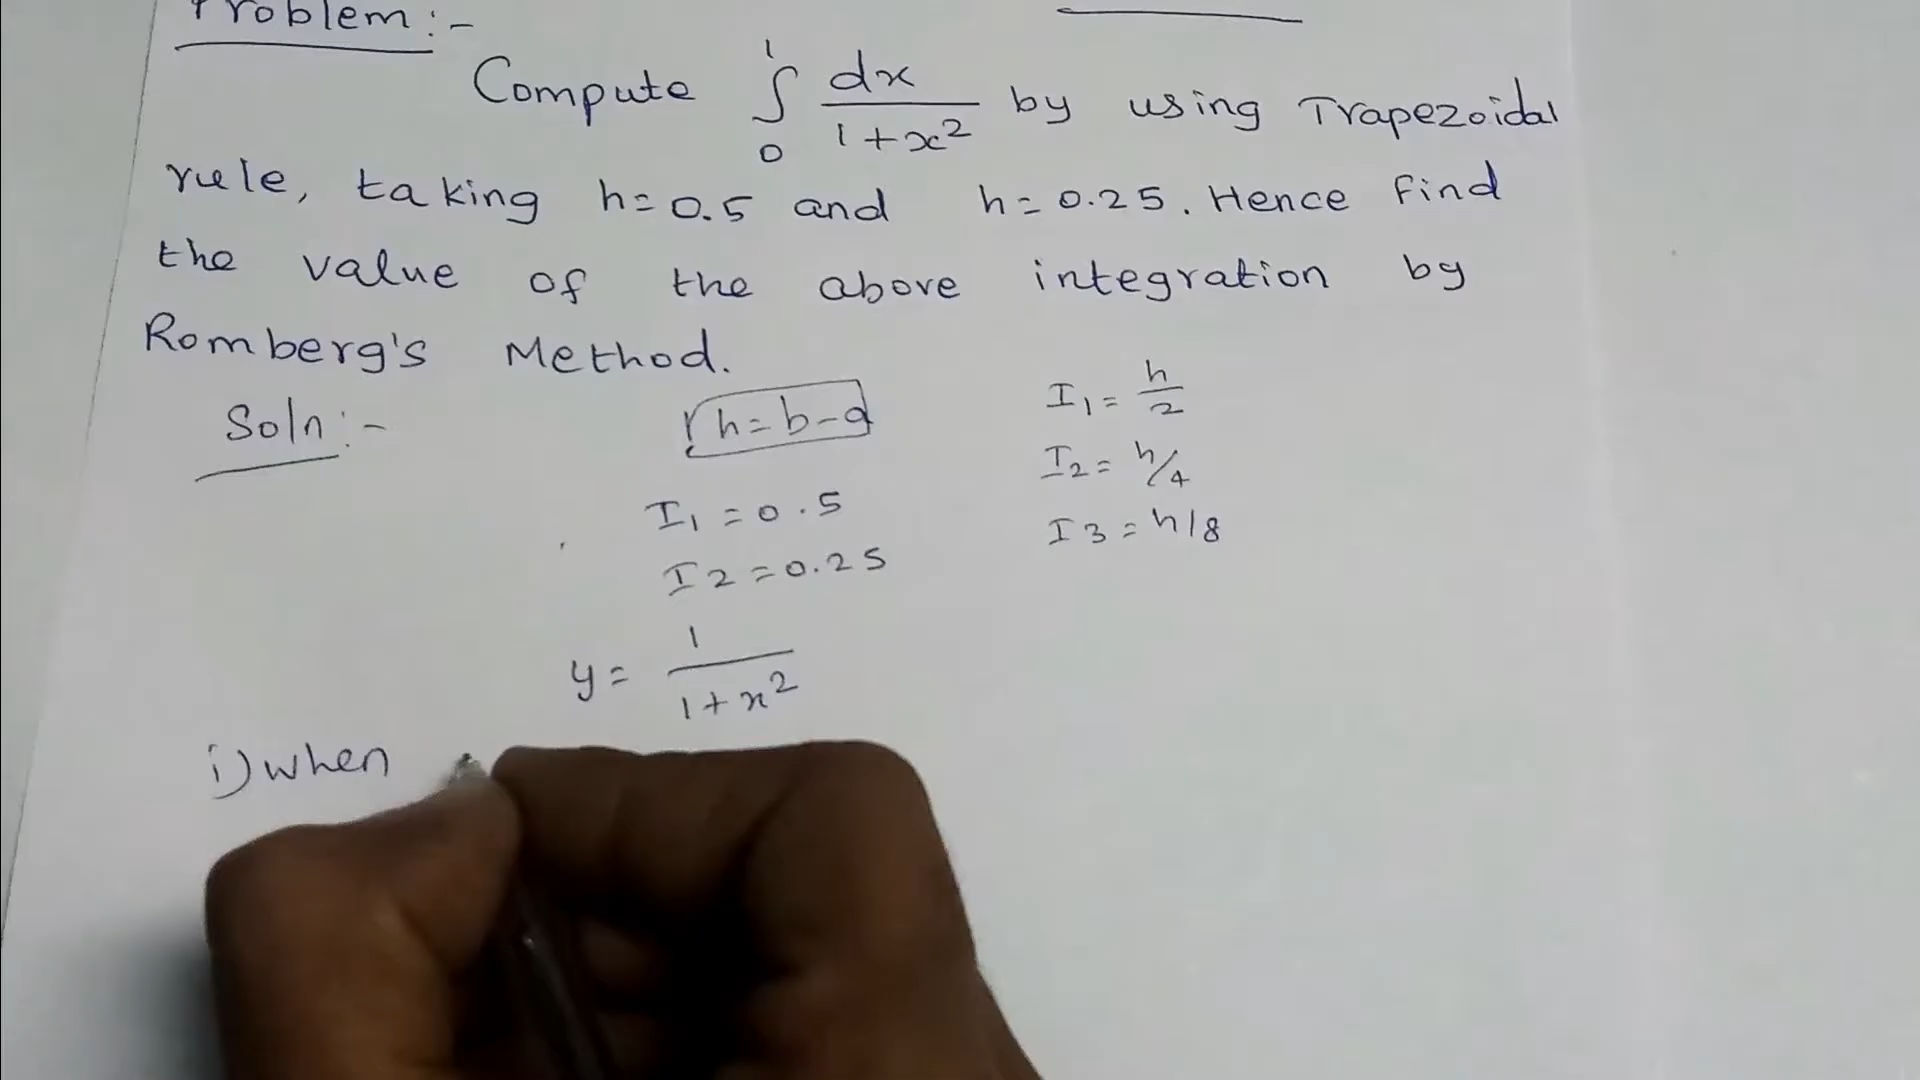 Problem:-
Compute ∫₀¹ dx/(1+x²) by using Trapezoidal
rule, taking h=0.5 and h=0.25. Hence find
the value of the above integration by
Romberg's Method.
Soln:-
h=b-a
I₁=h/2
I₂=h/4
I3=h/8
I₁=0.5
I2=0.25
y=1/(1+x²)
i) when